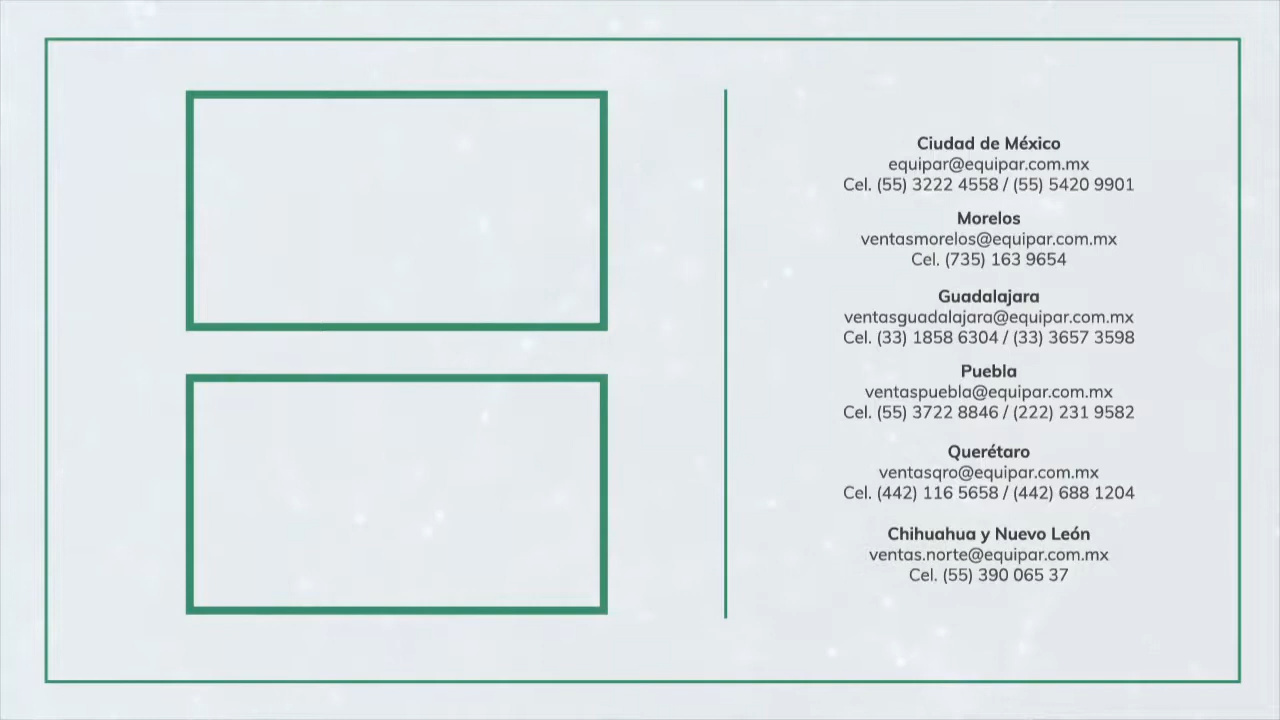 Ciudad de México
equipar@equipar.com.mx
Cel. (55) 3222 4558 / (55) 5420 9901
Morelos
ventasmorelos@equipar.com.mx
Cel. (735) 163 9654
Guadalajara
ventasguadalajara@equipar.com.mx
Cel. (33) 1858 6304 / (33) 3657 3598
Puebla
ventaspuebla@equipar.com.mx
Cel. (55) 3722 8846 / (222) 231 9582
Querétaro
ventasqro@equipar.com.mx
Cel. (442) 116 5658 / (442) 688 1204
Chihuahua y Nuevo León
ventas.norte@equipar.com.mx
Cel. (55) 390 065 37